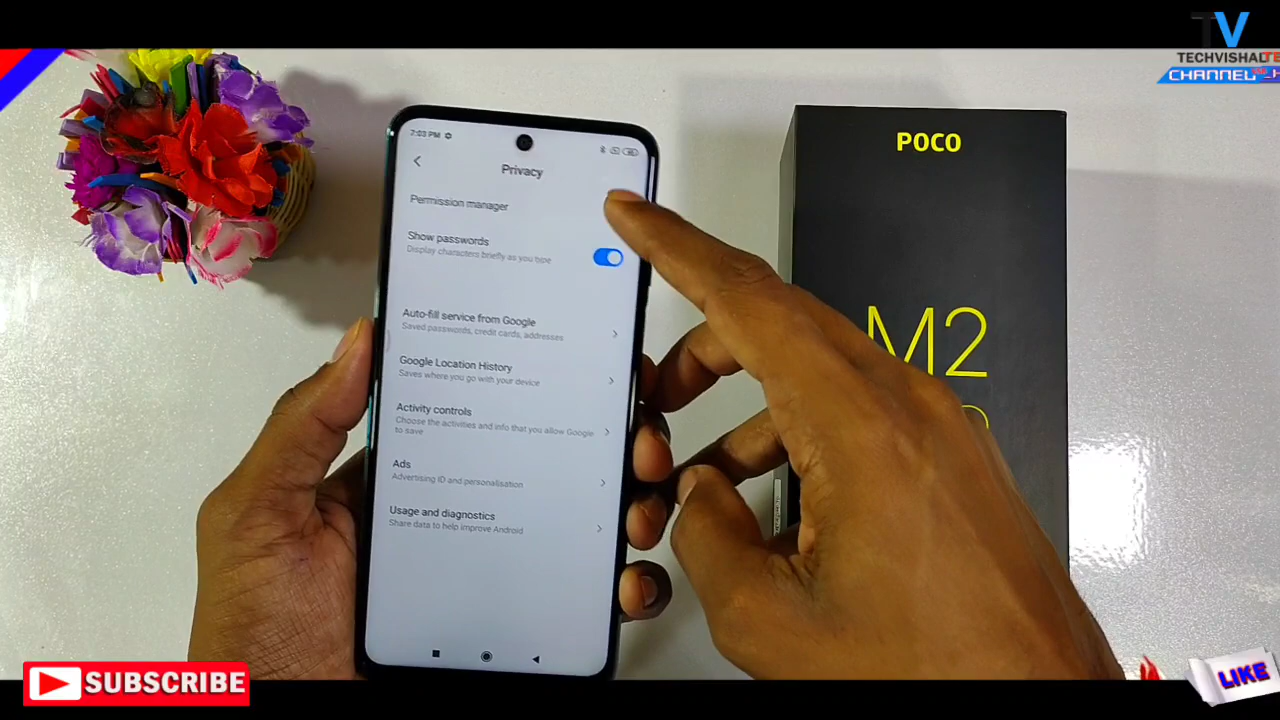 TV
TECHVISHALTE
CHANNEL
7:03 PM
Privacy
Permission manager
Show passwords
Display characters briefly as you type
Auto-fill service from Google
Saved passwords, credit cards, addresses
Google Location History
Saves where you go with your device
Activity controls
Choose the activities and info that you allow Google
to save
Ads
Advertising ID and personalisation
Usage and diagnostics
Share data to help improve Android
POCO
M2
SUBSCRIBE
LIKE